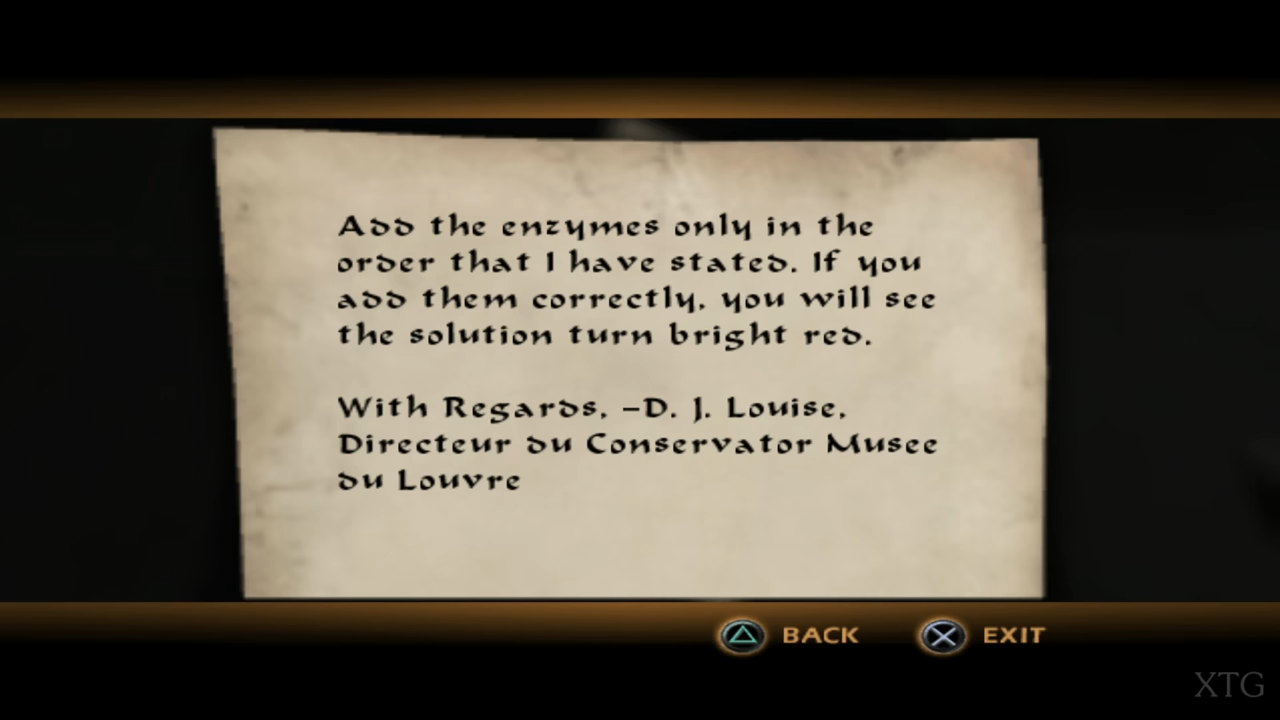 Add the enzymes only in the
order that I have stated. If you
add them correctly, you will see
the solution turn bright red.
With Regards, -D. J. Louise,
Directeur du Conservator Musee
du Louvre
BACK EXIT
XTG